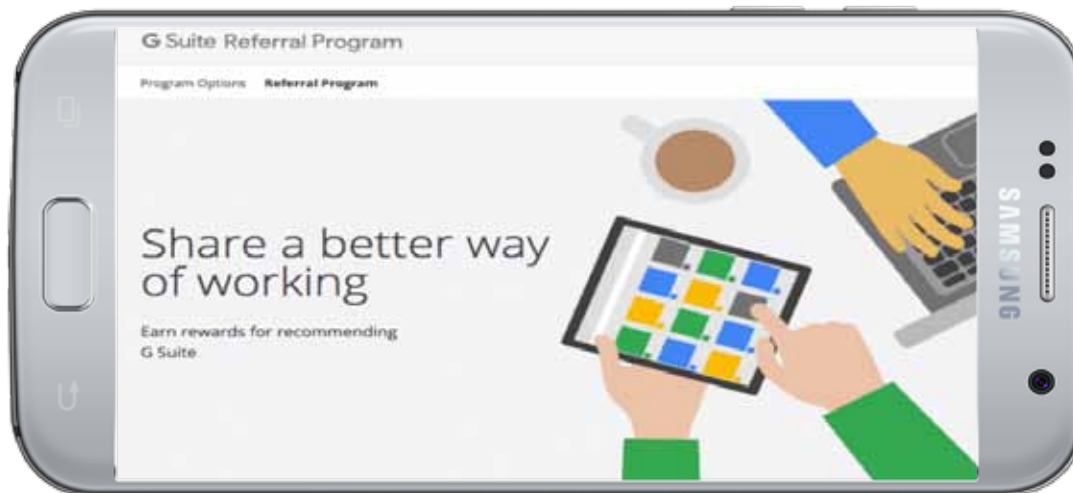 G Suite Referral Program
Program Options Referral Program
Share a better way
of working
Earn rewards for recommending
G Suite
SAMSUNG